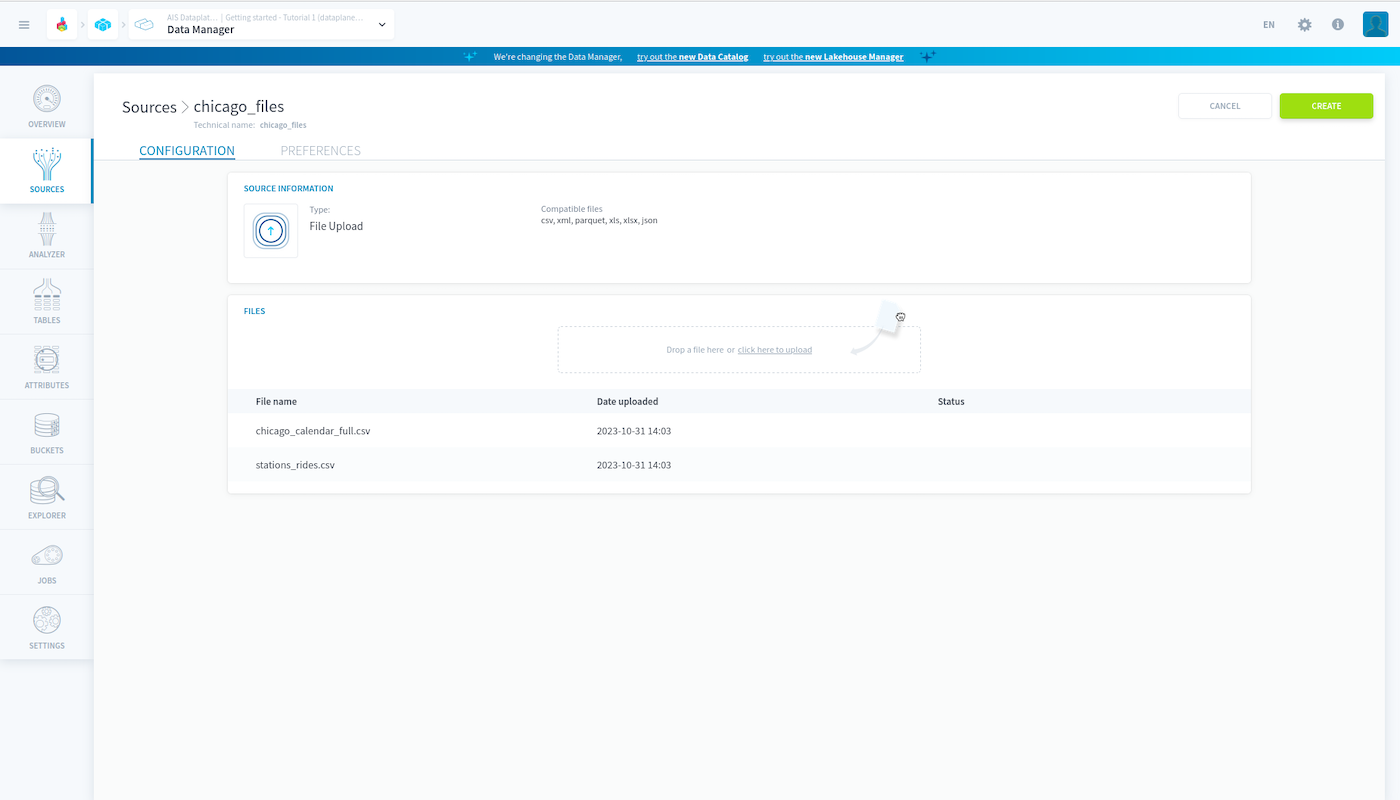 AIS Dataplat... | Getting started - Tutorial 1 (dataplane...
Data Manager
EN
We're changing the Data Manager, try out the new Data Catalog try out the new Lakehouse Manager
OVERVIEW
SOURCES
ANALYZER
TABLES
ATTRIBUTES
BUCKETS
EXPLORER
JOBS
SETTINGS
Sources > chicago_files
Technical name: chicago_files
CANCEL
CREATE
CONFIGURATION
PREFERENCES
SOURCE INFORMATION
Type:
File Upload
Compatible files
csv, xml, parquet, xls, xlsx, json
FILES
Drop a file here or click here to upload
File name Date uploaded Status
chicago_calendar_full.csv 2023-10-31 14:03
stations_rides.csv 2023-10-31 14:03